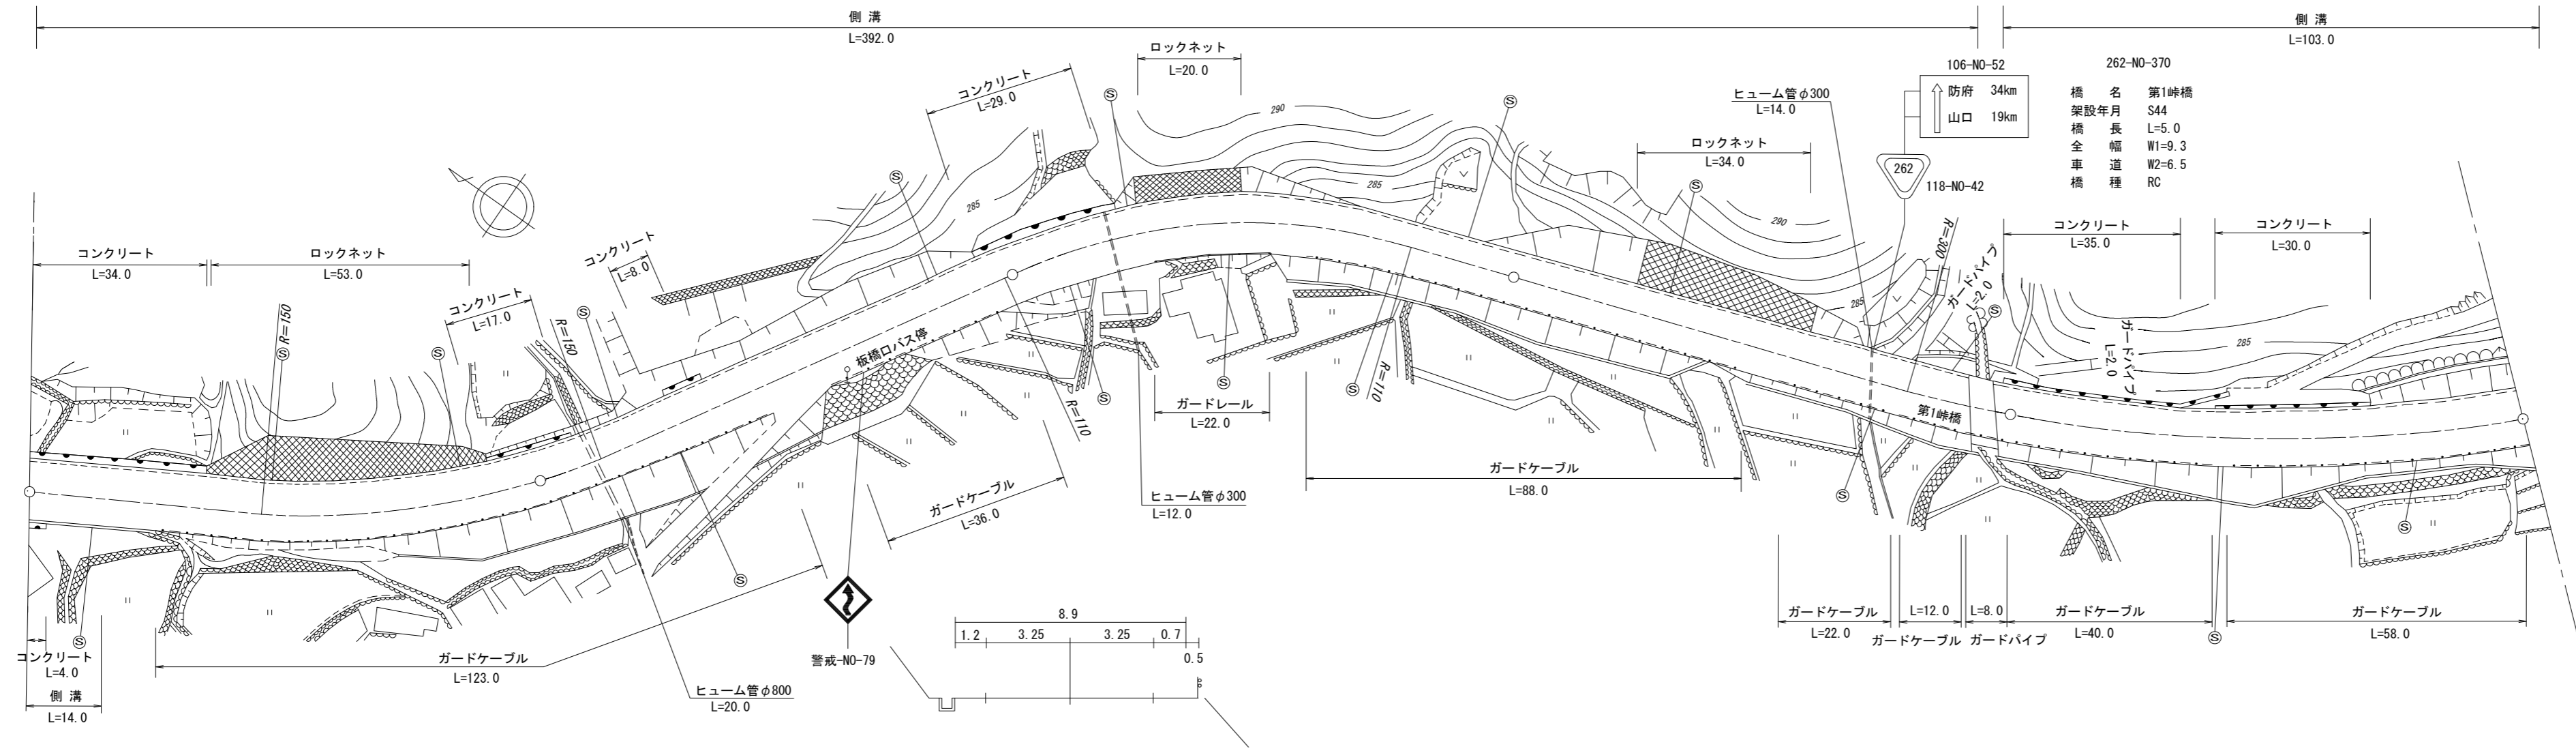 側 溝
L=392.0
側 溝
L=103.0
ロックネット
L=20.0
コンクリート
L=29.0
290
Ⓢ
Ⓢ
ヒューム管φ300
L=14.0
106-NO-52
防府 34km
山口 19km
262-NO-370
橋 名 第1峠橋
架設年月 S44
橋 長 L=5.0
全 幅 W1=9.3
車 道 W2=6.5
橋 種 RC
262
118-NO-42
ロックネット
L=34.0
Ⓢ
Ⓢ
285
285
290
285
コンクリート
L=34.0
ロックネット
L=53.0
コンクリート
L=8.0
コンクリート
L=17.0
R=150
Ⓢ
Ⓢ
R=150
Ⓢ
R=300
ガードパイプ
L=2.0
Ⓢ
コンクリート
L=35.0
コンクリート
L=30.0
ガードパイプ
L=2.0
285
板橋口バス停
R=110
Ⓢ
Ⓢ
ガードレール
L=22.0
Ⓢ
R=110
第1峠橋
ガードケーブル
L=36.0
ヒューム管φ300
L=12.0
ガードケーブル
L=88.0
Ⓢ
Ⓢ
Ⓢ
Ⓢ
Ⓢ
ガードケーブル
L=22.0
L=12.0
ガードケーブル
L=8.0
ガードパイプ
ガードケーブル
L=40.0
ガードケーブル
L=58.0
コンクリート
L=4.0
側 溝
L=14.0
ガードケーブル
L=123.0
ヒューム管φ800
L=20.0
警戒-NO-79
8.9
1.2 3.25 3.25 0.7
0.5